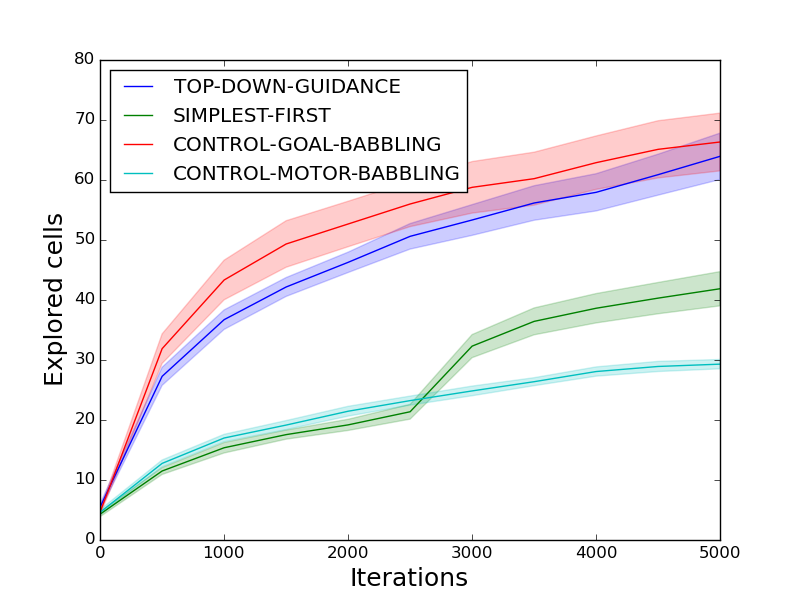 80
70
60
50
40
30
20
10
0
Explored cells
TOP-DOWN-GUIDANCE
SIMPLEST-FIRST
CONTROL-GOAL-BABBLING
CONTROL-MOTOR-BABBLING
0 1000 2000 3000 4000 5000
Iterations